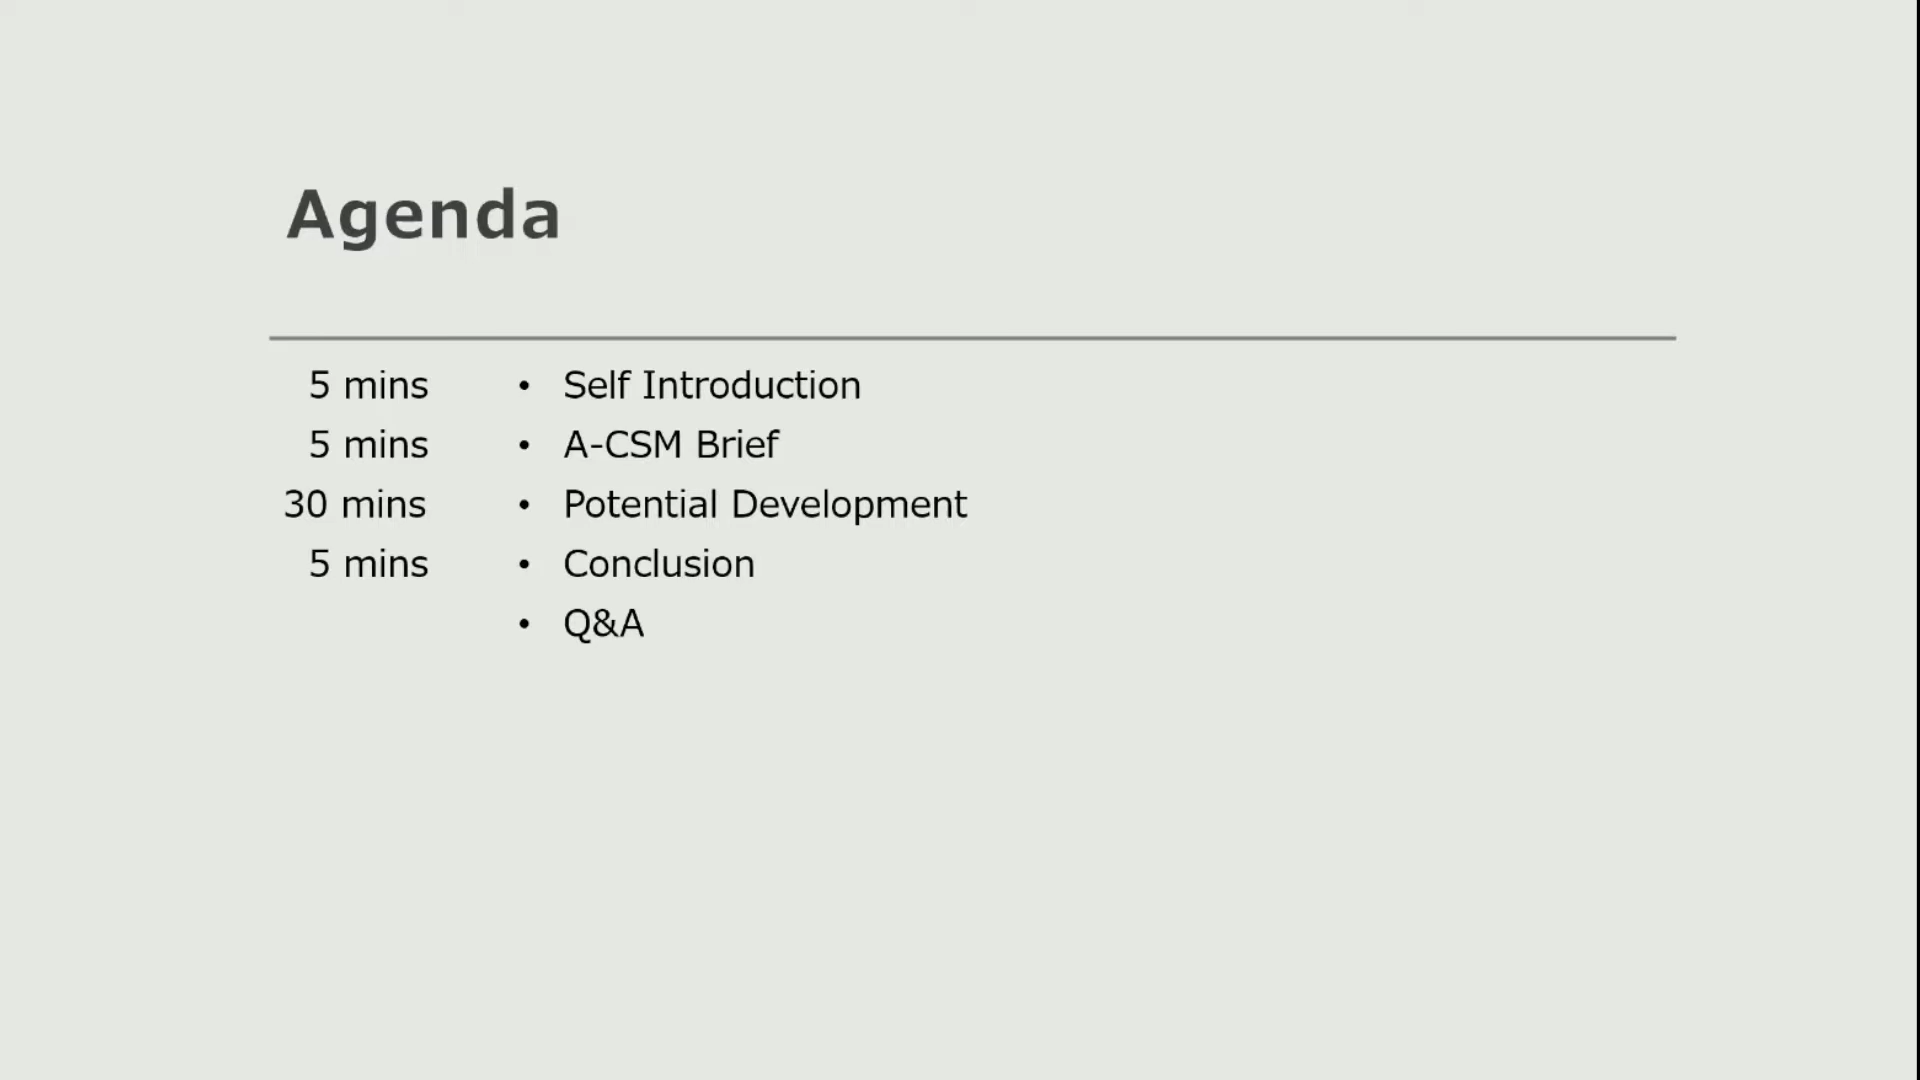 Agenda
5 mins • Self Introduction
5 mins • A-CSM Brief
30 mins • Potential Development
5 mins • Conclusion
• Q&A